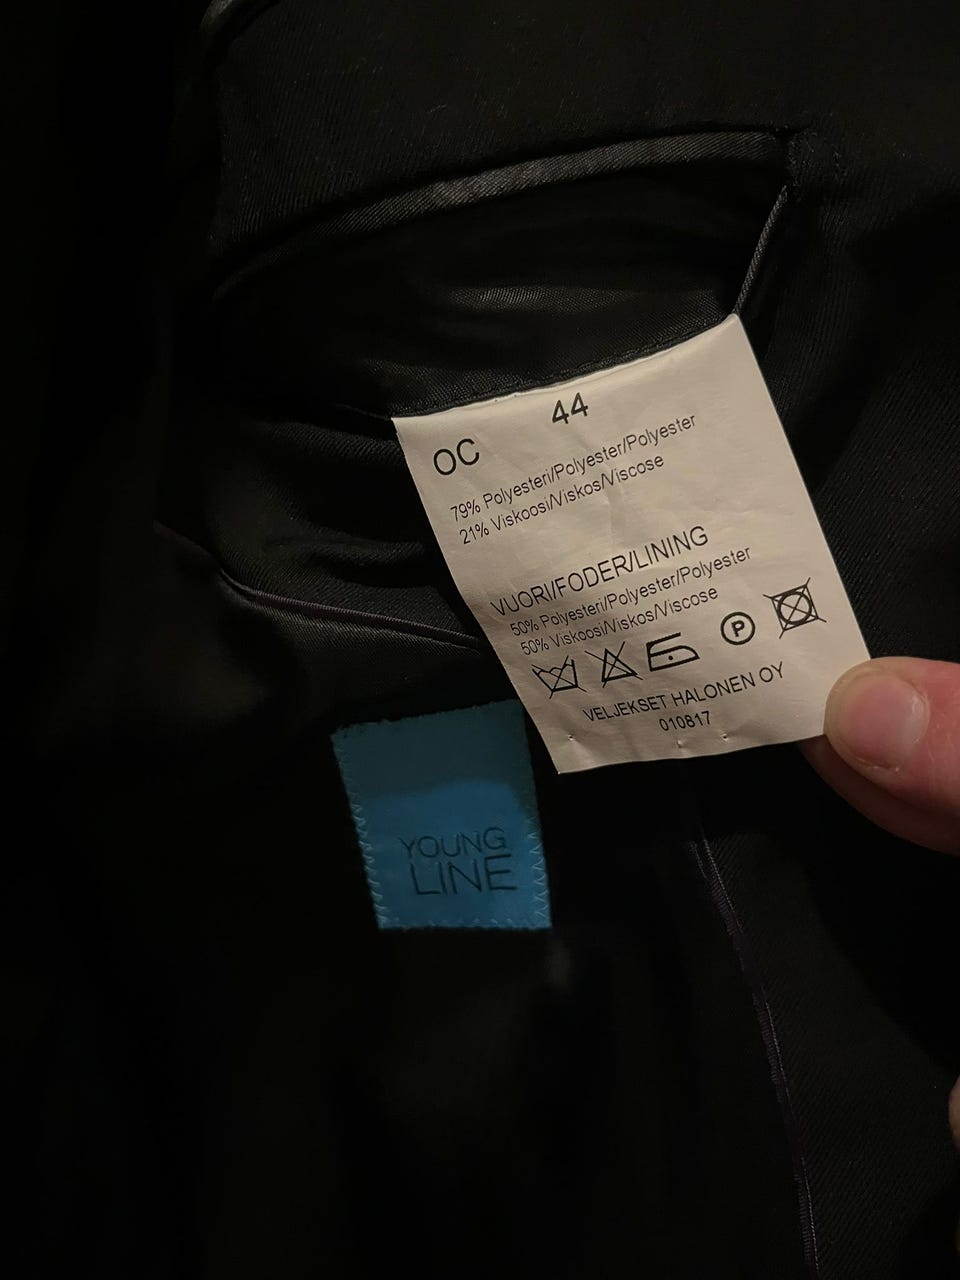 OC 44
79% Polyesteri/Polyester/Polyester
21% Viskoosi/Viskos/Viscose
VUORI/FODER/LINING
50% Polyesteri/Polyester/Polyester
50% Viskoosi/Viskos/Viscose
P
VELJEKSET HALONEN OY
010817
YOUNG
LINE